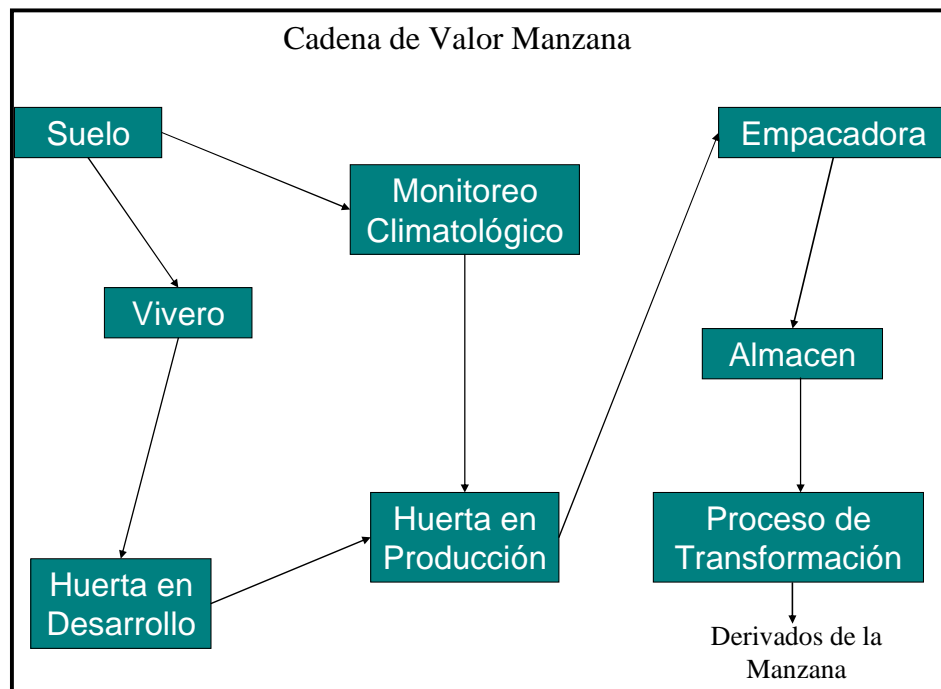 Cadena de Valor Manzana
Suelo
Empacadora
Monitoreo
Climatológico
Vivero
Almacen
Huerta en
Producción
Proceso de
Transformación
Huerta en
Desarrollo
Derivados de la
Manzana